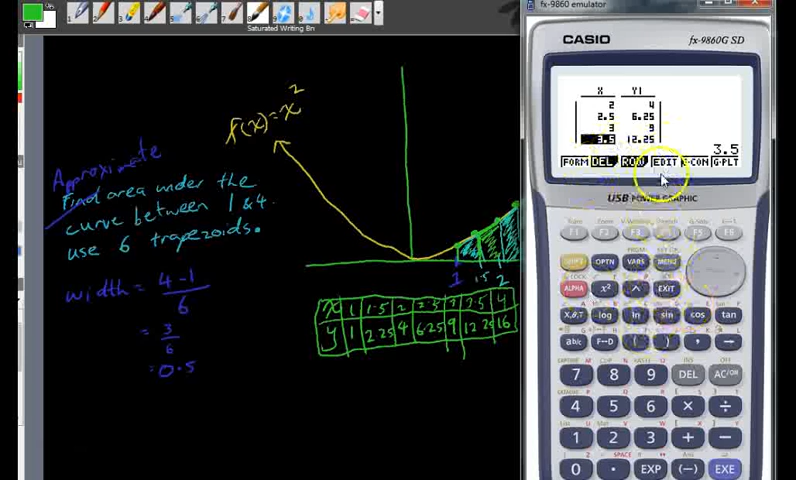 fx-9860 emulator
Saturated Writing Bn
CASIO
fx-9860G SD
X Y1
2 4
2.5 6.25
3 9
3.5 12.25
3.5
FORM DEL ROW EDIT G-CON G-PLT
USB POWER GRAPHIC
f(x)=x²
Approximate
Find area under the
curve between 1 & 4.
use 6 trapezoids.
width = 4-1
6
= 3
6
= 0.5
1 1.5 2
x 1 1.5 2 2.5 3 3.5 4
y 1 2.25 4 6.25 9 12.25 16
F1 F2 F3 F4 F5 F6
SHIFT OPTN VARS MENU
ALPHA x² ^ EXIT
X,θ,T log ln sin cos tan
ab/c F↔D ( ) , →
7 8 9 DEL AC/ON
4 5 6 × ÷
1 2 3 + −
0 . EXP (−) EXE